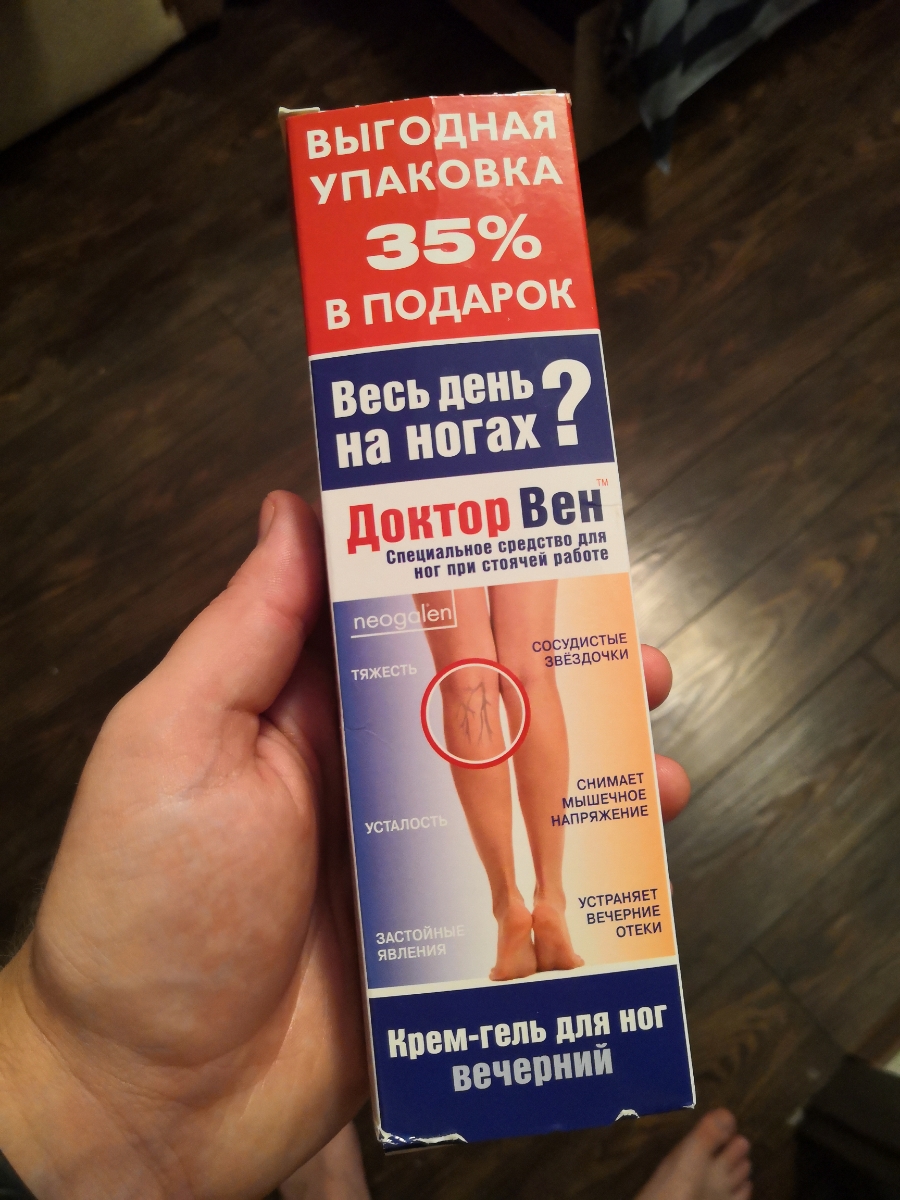 ВЫГОДНАЯ
УПАКОВКА
35%
В ПОДАРОК
Весь день
на ногах?
Доктор Вен™
Специальное средство для
ног при стоячей работе
neogalen
ТЯЖЕСТЬ
СОСУДИСТЫЕ
ЗВЁЗДОЧКИ
УСТАЛОСТЬ
СНИМАЕТ
МЫШЕЧНОЕ
НАПРЯЖЕНИЕ
ЗАСТОЙНЫЕ
ЯВЛЕНИЯ
УСТРАНЯЕТ
ВЕЧЕРНИЕ
ОТЕКИ
Крем-гель для ног
вечерний